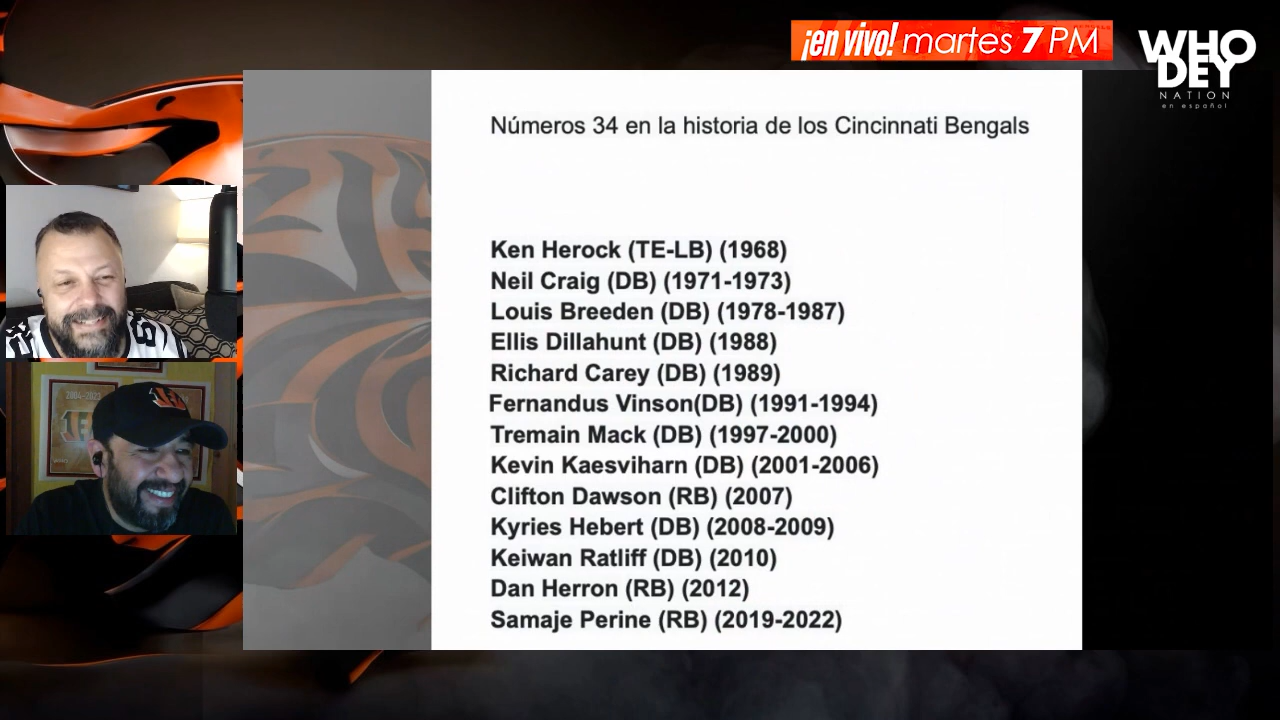 ¡en vivo! martes 7 PM
WHO
DEY
NATION
en español
Números 34 en la historia de los Cincinnati Bengals
Ken Herock (TE-LB) (1968)
Neil Craig (DB) (1971-1973)
Louis Breeden (DB) (1978-1987)
Ellis Dillahunt (DB) (1988)
Richard Carey (DB) (1989)
Fernandus Vinson(DB) (1991-1994)
Tremain Mack (DB) (1997-2000)
Kevin Kaesviharn (DB) (2001-2006)
Clifton Dawson (RB) (2007)
Kyries Hebert (DB) (2008-2009)
Keiwan Ratliff (DB) (2010)
Dan Herron (RB) (2012)
Samaje Perine (RB) (2019-2022)